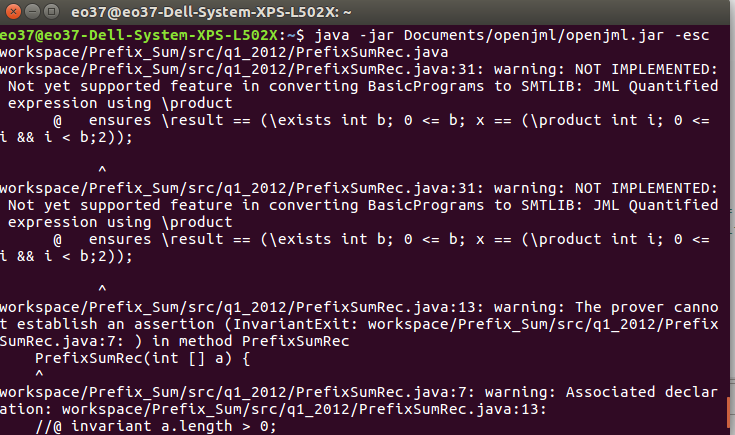 eo37@eo37-Dell-System-XPS-L502X: ~
eo37@eo37-Dell-System-XPS-L502X:~$ java -jar Documents/openjml/openjml.jar -esc
workspace/Prefix_Sum/src/q1_2012/PrefixSumRec.java
workspace/Prefix_Sum/src/q1_2012/PrefixSumRec.java:31: warning: NOT IMPLEMENTED:
 Not yet supported feature in converting BasicPrograms to SMTLIB: JML Quantified
 expression using \product
      @   ensures \result == (\exists int b; 0 <= b; x == (\product int i; 0 <=
i && i < b;2));
           ^
workspace/Prefix_Sum/src/q1_2012/PrefixSumRec.java:31: warning: NOT IMPLEMENTED:
 Not yet supported feature in converting BasicPrograms to SMTLIB: JML Quantified
 expression using \product
      @   ensures \result == (\exists int b; 0 <= b; x == (\product int i; 0 <=
i && i < b;2));
           ^
workspace/Prefix_Sum/src/q1_2012/PrefixSumRec.java:13: warning: The prover canno
t establish an assertion (InvariantExit: workspace/Prefix_Sum/src/q1_2012/Prefix
SumRec.java:7: ) in method PrefixSumRec
    PrefixSumRec(int [] a) {
    ^
workspace/Prefix_Sum/src/q1_2012/PrefixSumRec.java:7: warning: Associated declar
ation: workspace/Prefix_Sum/src/q1_2012/PrefixSumRec.java:13:
    //@ invariant a.length > 0;